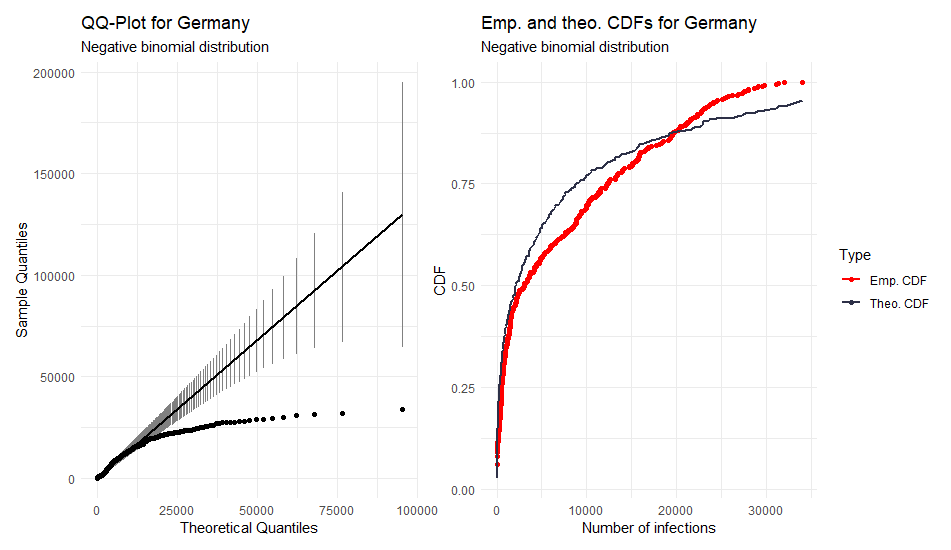 QQ-Plot for Germany
Negative binomial distribution
200000
150000
100000
50000
0
Sample Quantiles
0
25000
50000
75000
100000
Theoretical Quantiles
Emp. and theo. CDFs for Germany
Negative binomial distribution
1.00
0.75
0.50
0.25
0.00
CDF
0
10000
20000
30000
Number of infections
Type
Emp. CDF
Theo. CDF